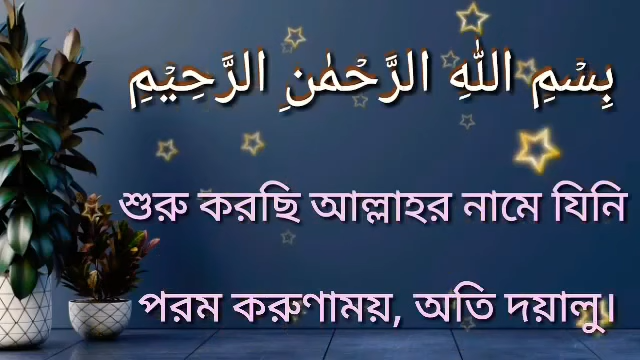 بِسْمِ اللّٰهِ الرَّحْمٰنِ الرَّحِيْمِ
শুরু করছি আল্লাহর নামে যিনি
পরম করুণাময়, অতি দয়ালু।